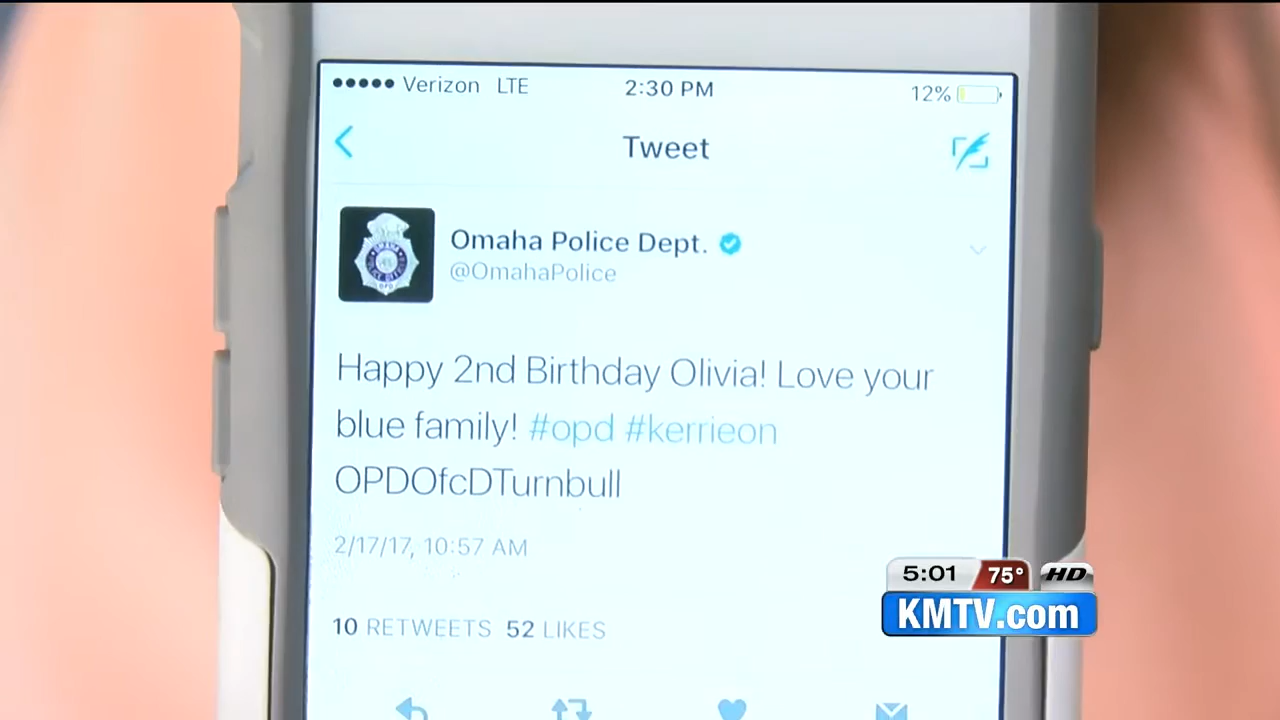 Verizon LTE 2:30 PM 12%
Tweet
Omaha Police Dept.
@OmahaPolice
Happy 2nd Birthday Olivia! Love your
blue family! #opd #kerrieon
OPDOfcDTurnbull
2/17/17, 10:57 AM
10 RETWEETS 52 LIKES
5:01 75° HD
KMTV.com